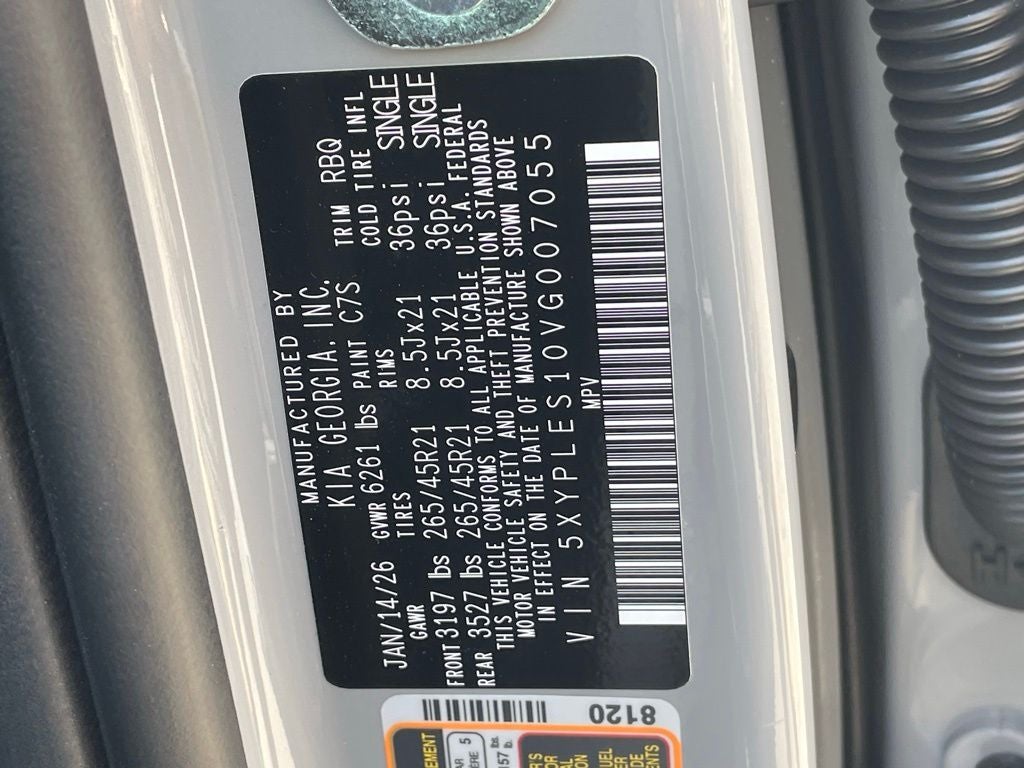 MANUFACTURED BY
KIA GEORGIA, INC.
JAN/14/26 GVWR 6261 lbs PAINT C7S TRIM RBQ
GAWR TIRES RIMS COLD TIRE INFL
FRONT 3197 lbs 265/45R21 8.5Jx21 36psi SINGLE
REAR 3527 lbs 265/45R21 8.5Jx21 36psi SINGLE
THIS VEHICLE CONFORMS TO ALL APPLICABLE U.S.A. FEDERAL
MOTOR VEHICLE SAFETY AND THEFT PREVENTION STANDARDS
IN EFFECT ON THE DATE OF MANUFACTURE SHOWN ABOVE
VIN 5XYPLES10VG007055
MPV
8120